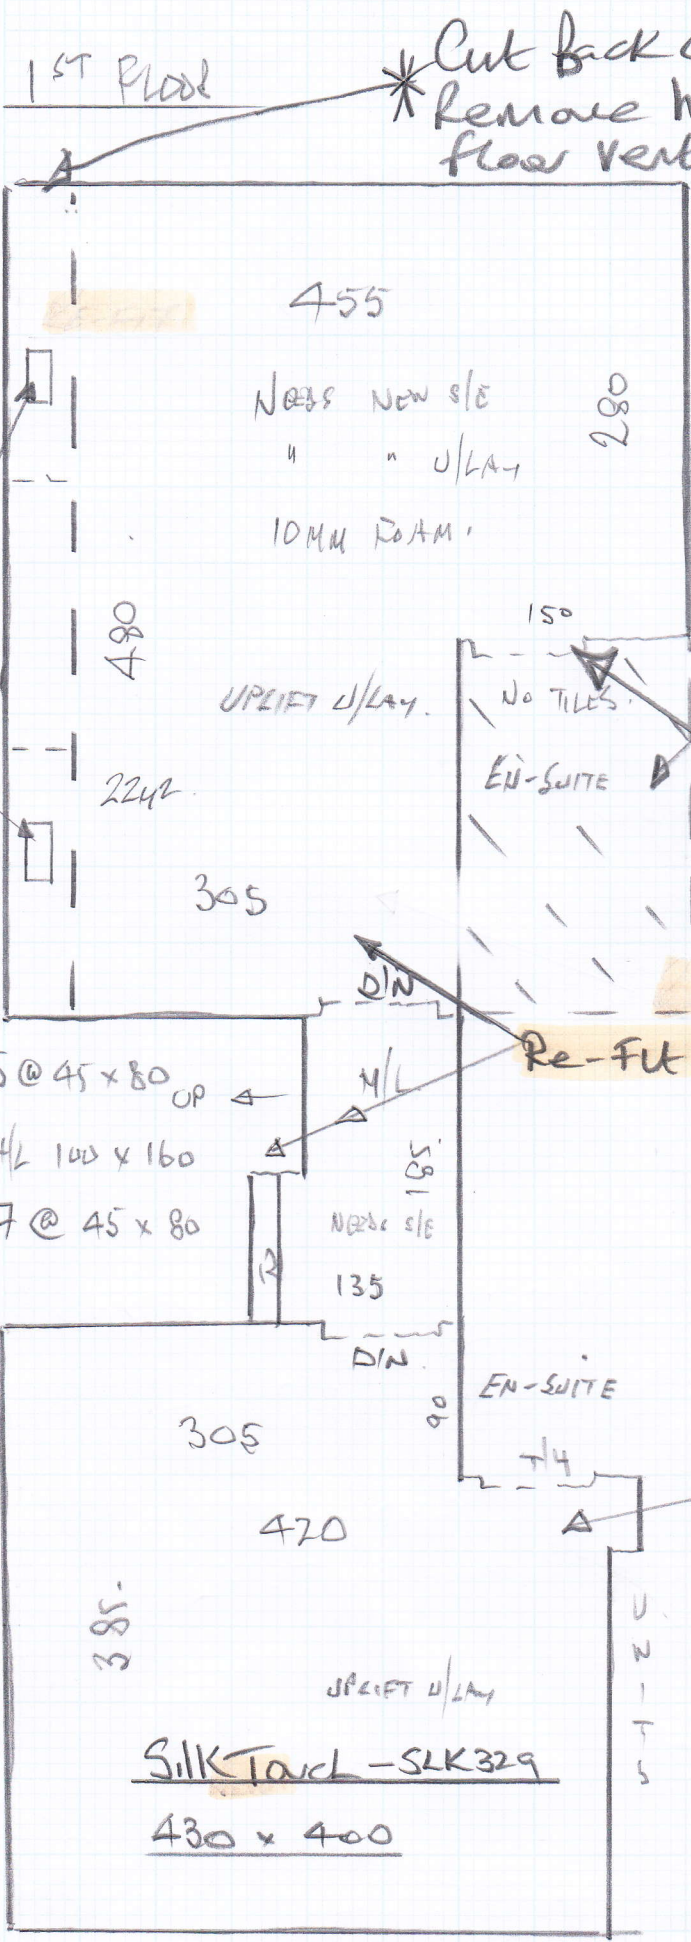 1ST FLOOR
Cut Back
Remove
floor Vent
455
280
NEEDS NEW S/E
" " U/LAY
10MM FOAM.
480
150
UPLIFT U/LAY.
NO TILES.
EN-SUITE
2242
305
D/N
Re-Fit
@ 45 x 80
UP
M/L
/L 100 x 160
7 @ 45 x 80
185
NEEDS S/E
R
135
D/N.
90
EN-SUITE
305
T/4
420
385.
UNITS
UPLIFT U/LAY
SilkTouch - SLK329
430 x 400